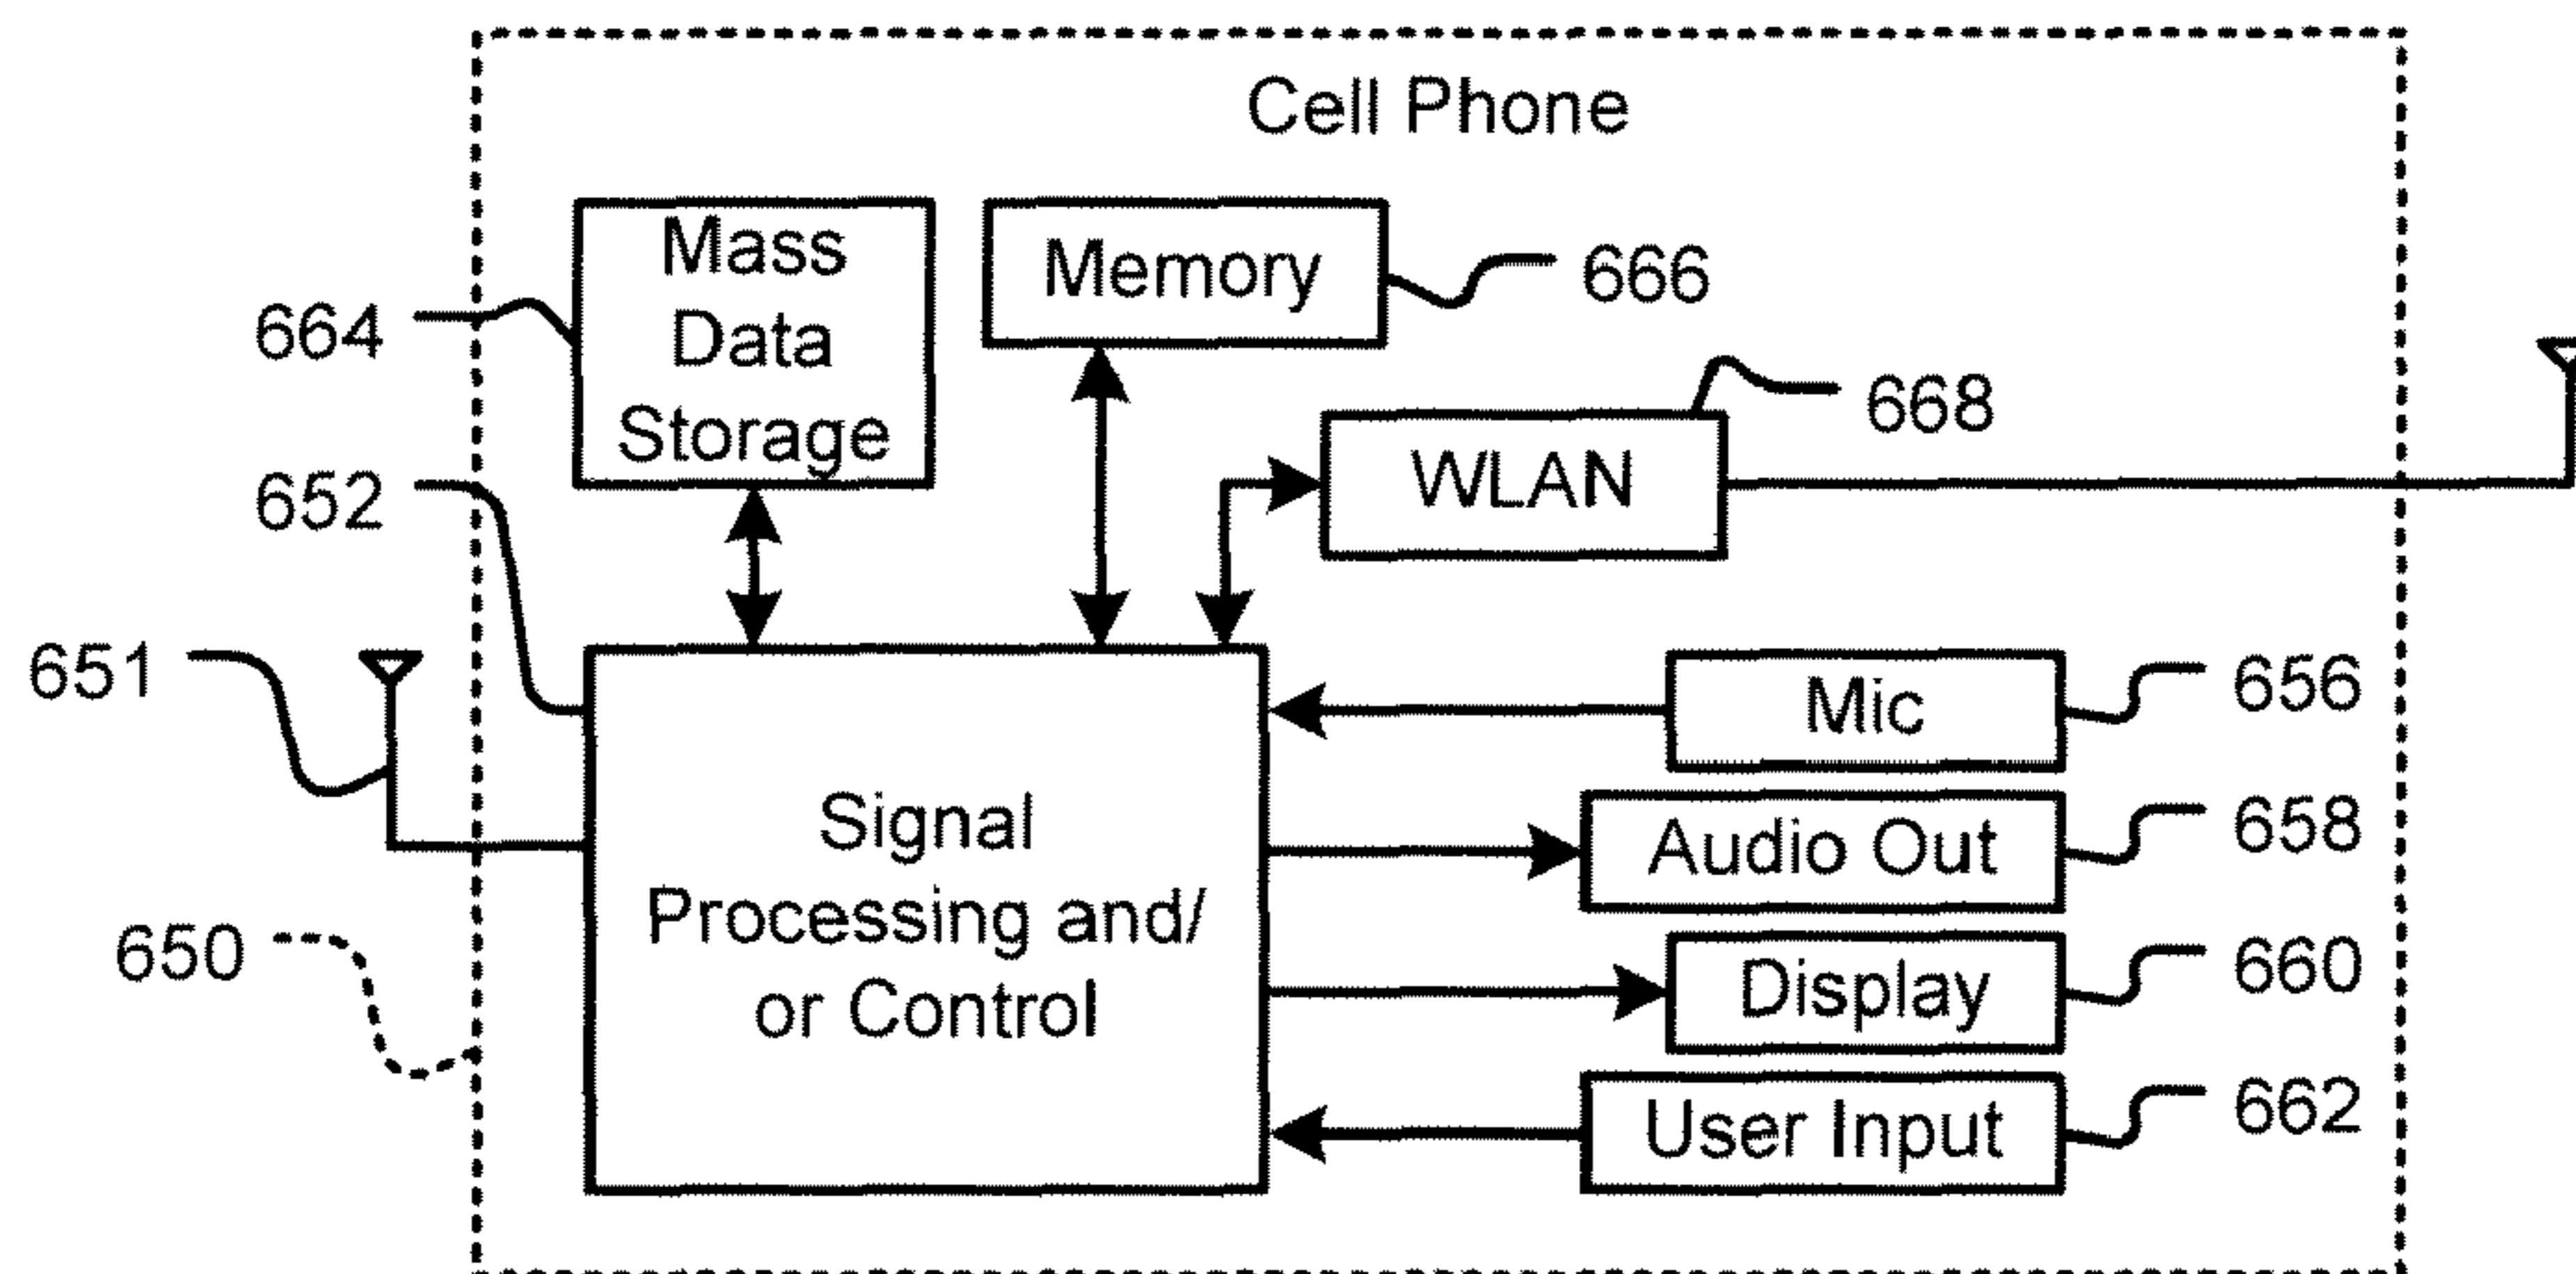 Cell Phone
Mass
Data
Storage
Memory
666
664
668
WLAN
652
651
Mic
656
Signal
Processing and/
or Control
Audio Out
658
650
Display
660
User Input
662